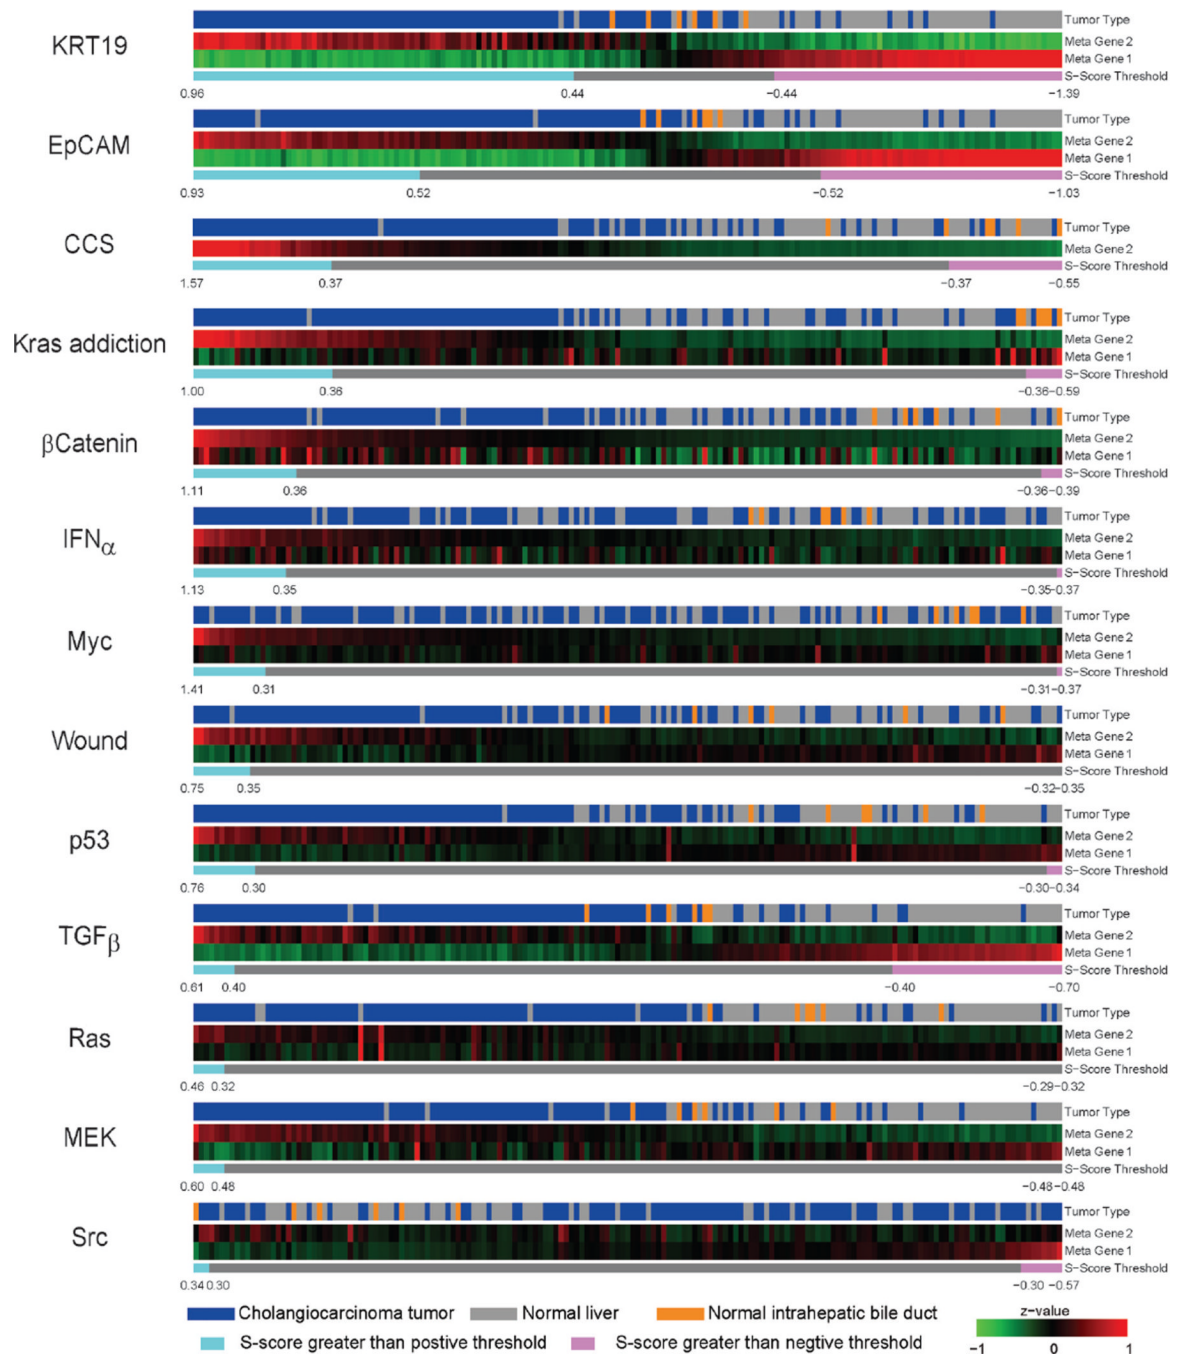 KRT19
Tumor Type
Meta Gene 2
Meta Gene 1
S-Score Threshold
0.96 0.44 -0.44 -1.39
EpCAM
Tumor Type
Meta Gene 2
Meta Gene 1
S-Score Threshold
0.93 0.52 -0.52 -1.03
CCS
Tumor Type
Meta Gene 2
S-Score Threshold
1.57 0.37 -0.37 -0.55
Kras addiction
Tumor Type
Meta Gene 2
Meta Gene 1
S-Score Threshold
1.00 0.36 -0.36 -0.59
βCatenin
Tumor Type
Meta Gene 2
Meta Gene 1
S-Score Threshold
1.11 0.36 -0.36 -0.39
IFNα
Tumor Type
Meta Gene 2
Meta Gene 1
S-Score Threshold
1.13 0.35 -0.35 -0.37
Myc
Tumor Type
Meta Gene 2
Meta Gene 1
S-Score Threshold
1.41 0.31 -0.31 -0.37
Wound
Tumor Type
Meta Gene 2
Meta Gene 1
S-Score Threshold
0.75 0.35 -0.32 -0.35
p53
Tumor Type
Meta Gene 2
Meta Gene 1
S-Score Threshold
0.76 0.30 -0.30 -0.34
TGFβ
Tumor Type
Meta Gene 2
Meta Gene 1
S-Score Threshold
0.61 0.40 -0.40 -0.70
Ras
Tumor Type
Meta Gene 2
Meta Gene 1
S-Score Threshold
0.46 0.32 -0.29 -0.32
MEK
Tumor Type
Meta Gene 2
Meta Gene 1
S-Score Threshold
0.60 0.48 -0.48 -0.48
Src
Tumor Type
Meta Gene 2
Meta Gene 1
S-Score Threshold
0.34 0.30 -0.30 -0.57
Cholangiocarcinoma tumor Normal liver Normal intrahepatic bile duct
S-score greater than postive threshold S-score greater than negtive threshold
z-value
-1 0 1